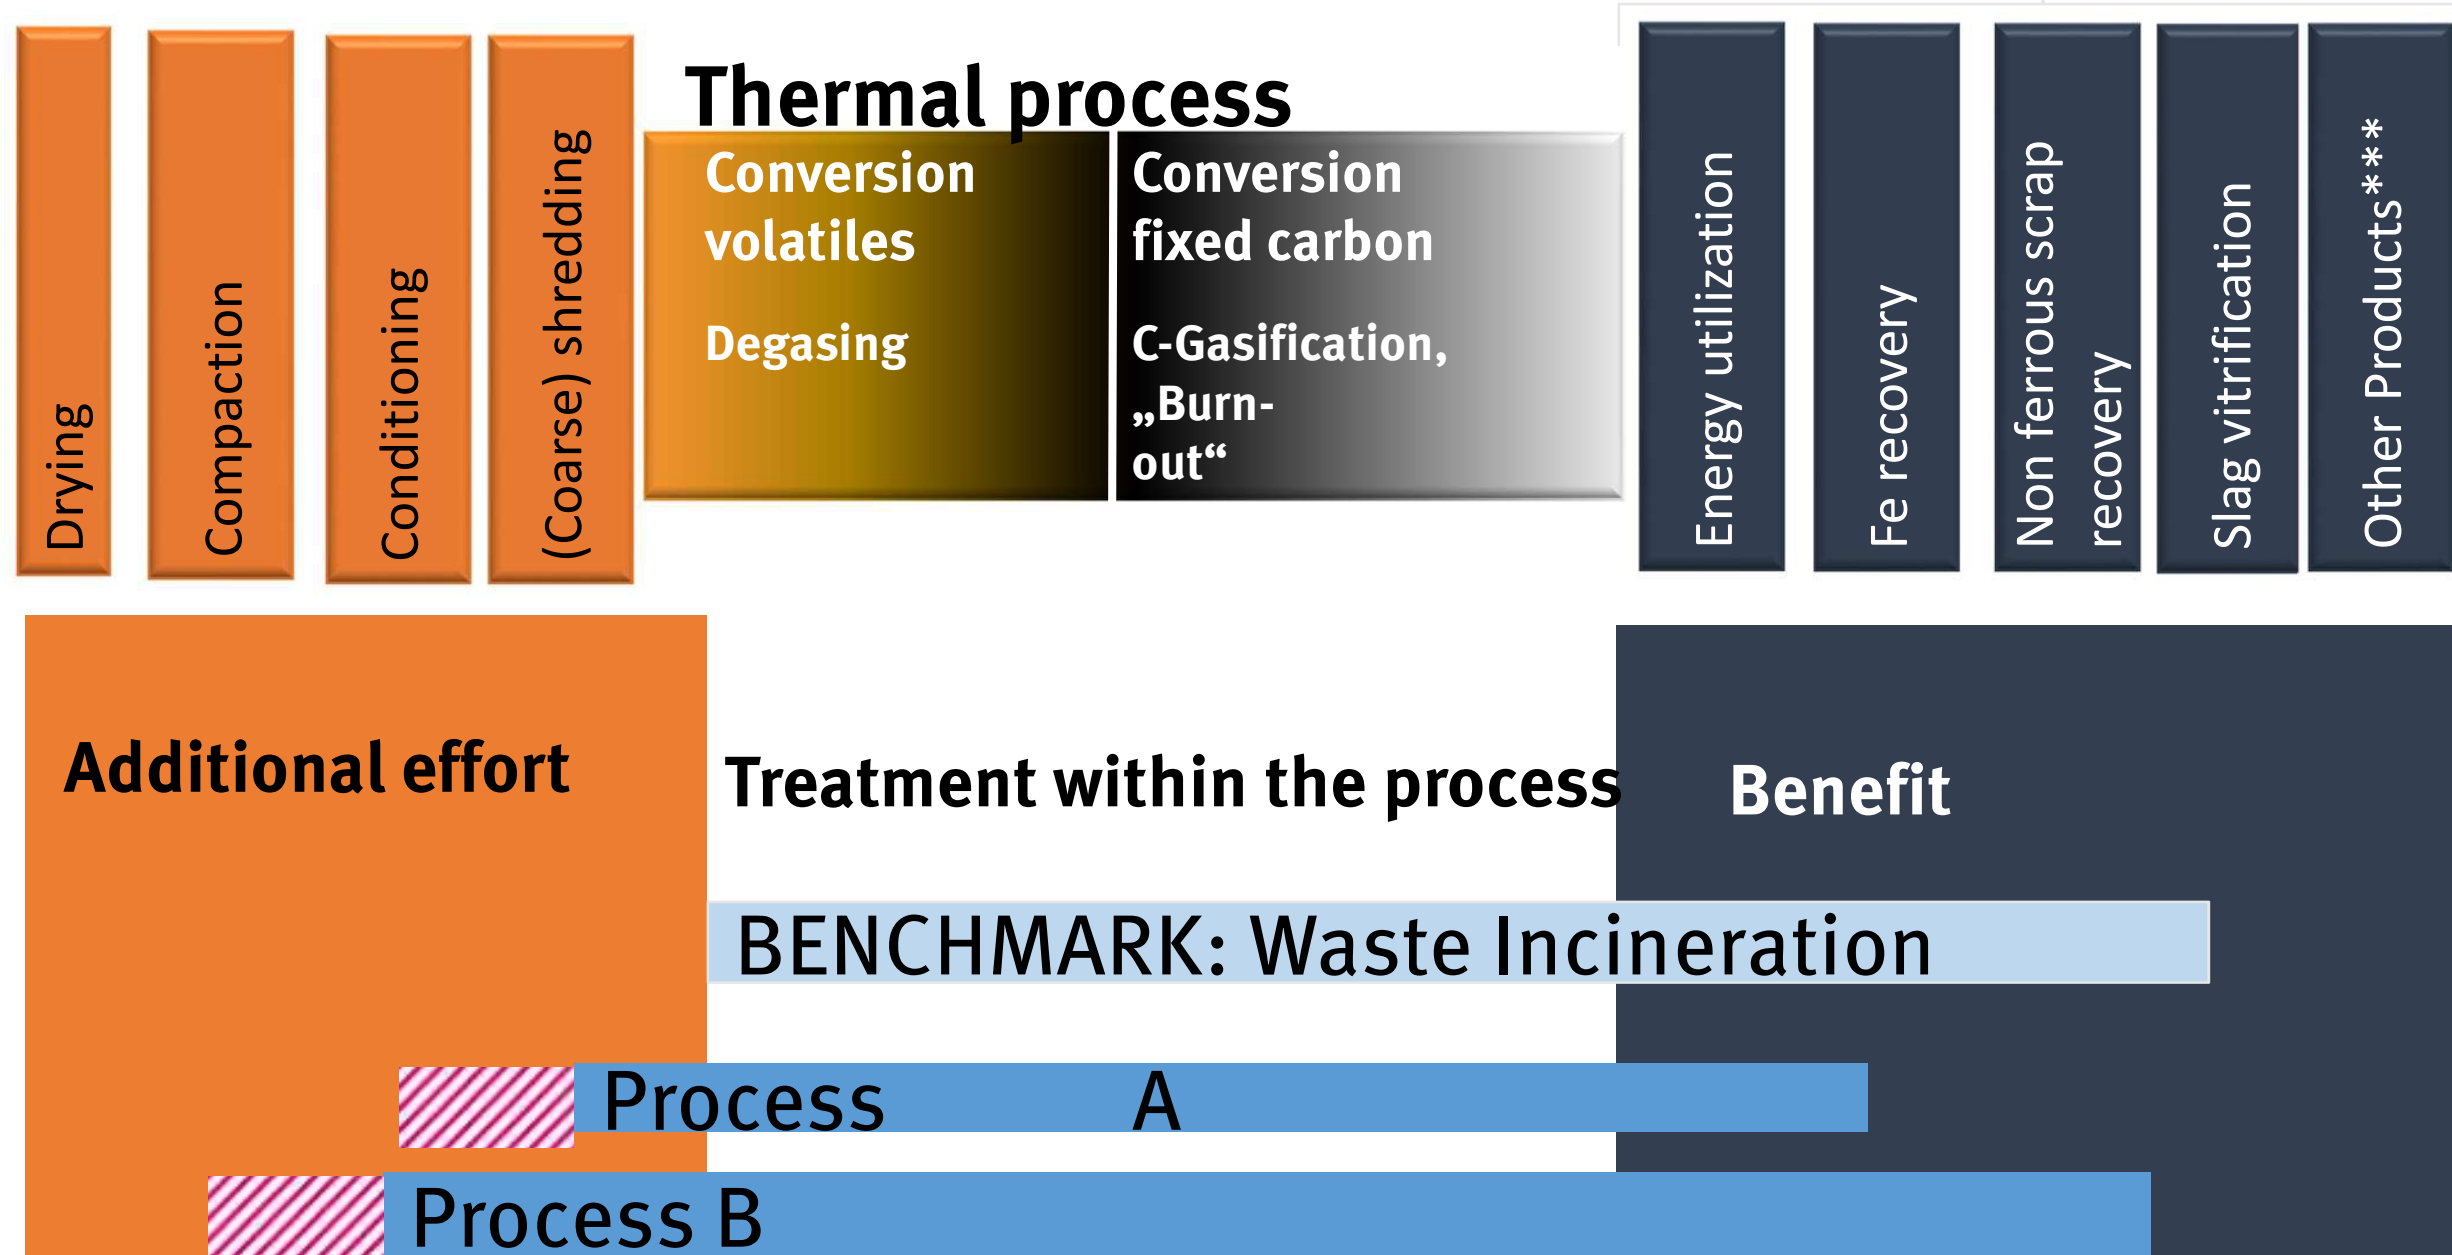 Drying
Compaction
Conditioning
(Coarse) shredding
Thermal process
Conversion
volatiles
Degasing
Conversion
fixed carbon
C-Gasification,
„Burn-
out“
Energy utilization
Fe recovery
Non ferrous scrap
recovery
Slag vitrification
Other Products****
Additional effort
Treatment within the process
Benefit
BENCHMARK: Waste Incineration
Process A
Process B